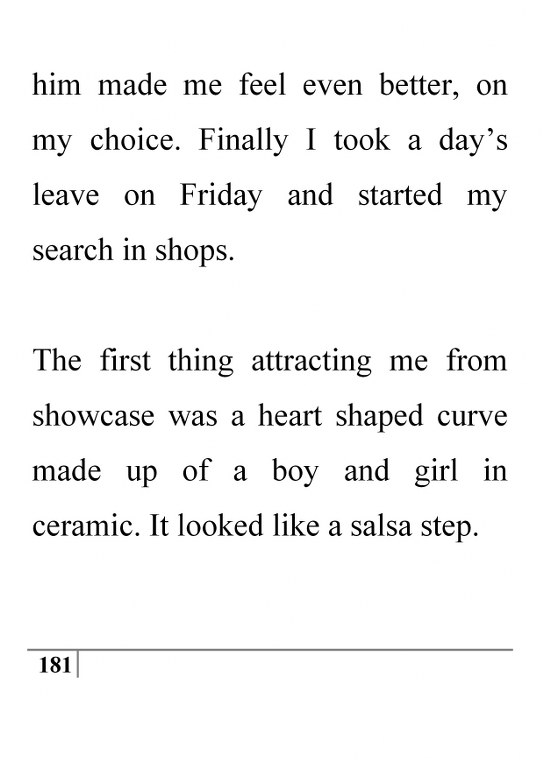 him made me feel even better, on
my choice. Finally I took a day’s
leave on Friday and started my
search in shops.
The first thing attracting me from
showcase was a heart shaped curve
made up of a boy and girl in
ceramic. It looked like a salsa step.
181